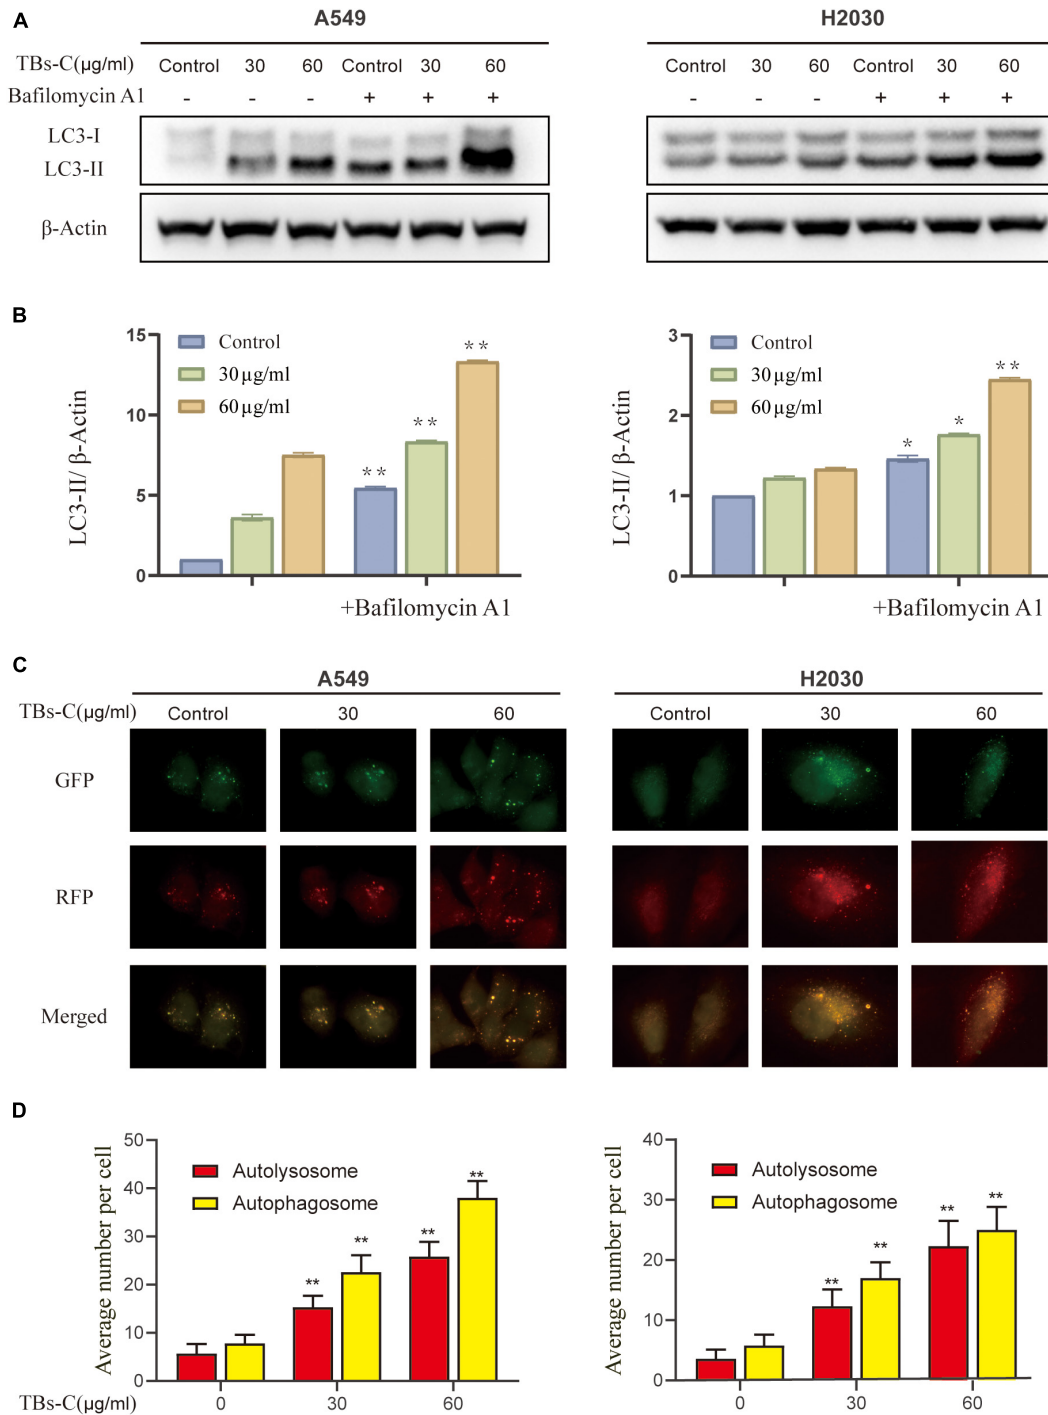 A
A549
H2030
TBs-C(μg/ml) Control 30 60 Control 30 60 Control 30 60 Control 30 60
Bafilomycin A1 - - - + + + - - - + + +
LC3-I
LC3-II
β-Actin
B
LC3-II/ β-Actin
15
10
5
0
Control
30 μg/ml
60 μg/ml
** ** **
+Bafilomycin A1
LC3-II/ β-Actin
3
2
1
0
Control
30 μg/ml
60 μg/ml
* * **
+Bafilomycin A1
C
A549
H2030
TBs-C(μg/ml) Control 30 60 Control 30 60
GFP
RFP
Merged
D
Average number per cell
50
40
30
20
10
0
Autolysosome
Autophagosome
** ** ** **
Average number per cell
40
30
20
10
0
Autolysosome
Autophagosome
** ** ** **
TBs-C(μg/ml) 0 30 60 0 30 60